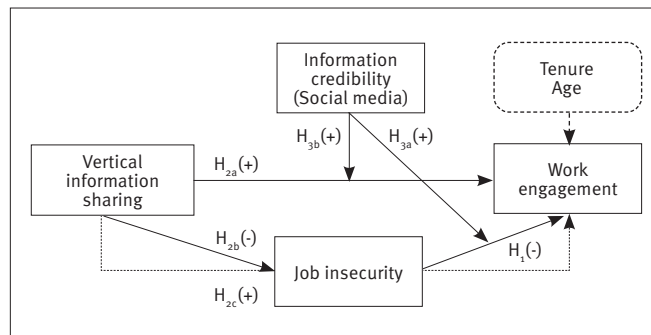 Information
credibility
(Social media)
Tenure
Age
H3b(+)
H3a(+)
Vertical
information
sharing
H2a(+)
Work
engagement
H2b(-)
Job insecurity
H1(-)
H2c(+)